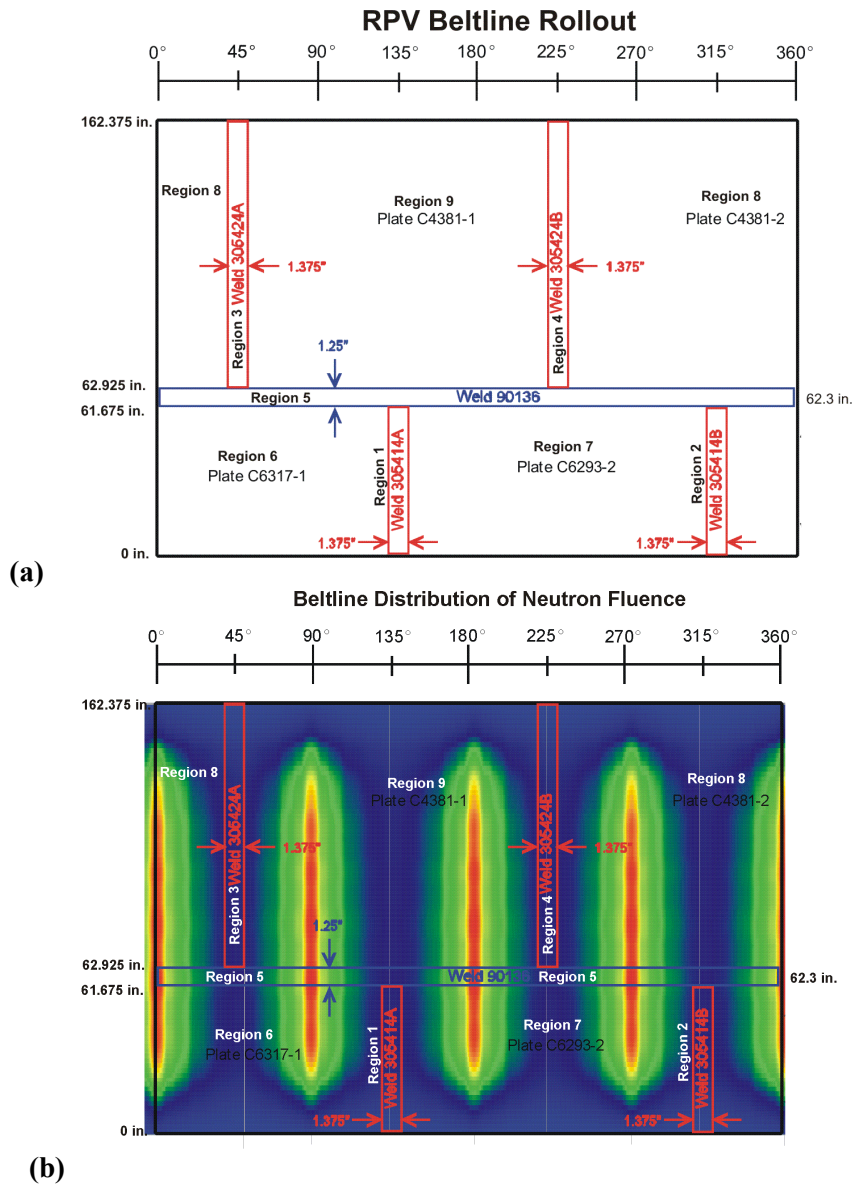 RPV Beltline Rollout
0° 45° 90° 135° 180° 225° 270° 315° 360°
162.375 in.
Region 8
Region 9
Plate C4381-1
Region 8
Plate C4381-2
Region 3 Weld 305424A
Region 4 Weld 305424B
1.375"
1.375"
1.25"
62.925 in.
Region 5
Weld 90136
62.3 in.
61.675 in.
Region 6
Plate C6317-1
Region 1
Weld 305414A
Region 7
Plate C6293-2
Region 2
Weld 305414B
1.375"
1.375"
0 in.
(a)
Beltline Distribution of Neutron Fluence
0° 45° 90° 135° 180° 225° 270° 315° 360°
162.375 in.
Region 8
Region 9
Plate C4381-1
Region 8
Plate C4381-2
Region 3 Weld 305424A
Region 4 Weld 305424B
1.375"
1.375"
1.25"
62.925 in.
Region 5
Weld 90136
Region 5
62.3 in.
61.675 in.
Region 6
Plate C6317-1
Region 1
Weld 305414A
Region 7
Plate C6293-2
Region 2
Weld 305414B
1.375"
1.375"
0 in.
(b)